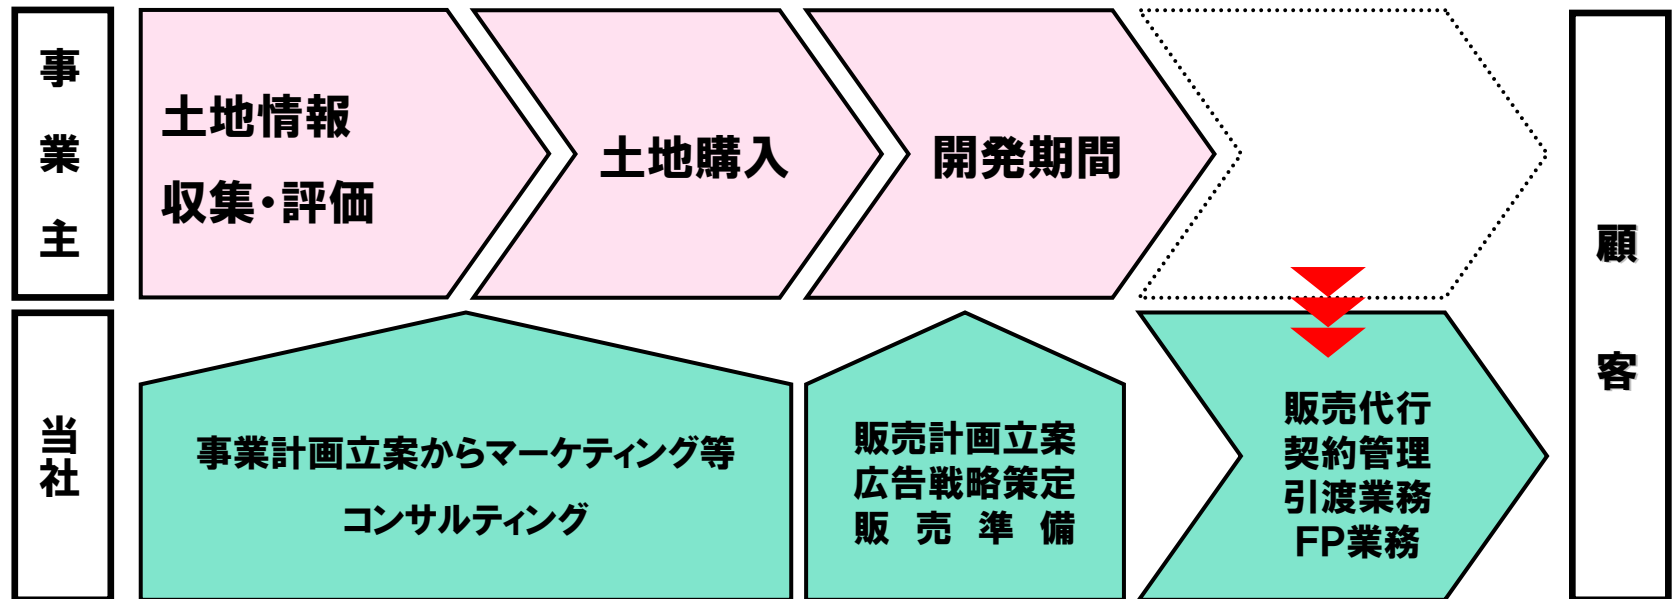 事業主
土地情報
収集・評価
土地購入
開発期間
顧客
当社
事業計画立案からマーケティング等
コンサルティング
販売計画立案
広告戦略策定
販売準備
販売代行
契約管理
引渡業務
FP業務